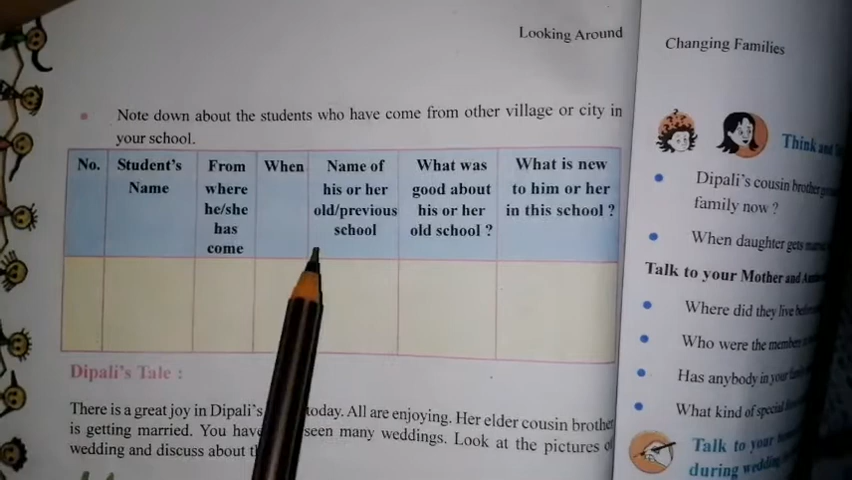 Looking Around
Note down about the students who have come from other village or city in
your school.
No.
Student's
Name
From
where
he/she
has
come
When
Name of
his or her
old/previous
school
What was
good about
his or her
old school ?
What is new
to him or her
in this school ?
Dipali's Tale :
There is a great joy in Dipali's today. All are enjoying. Her elder cousin brother
is getting married. You have seen many weddings. Look at the pictures
wedding and discuss about
Changing Families
Think and
Dipali's cousin brother
family now ?
When daughter gets
Talk to your Mother and
Where did they live
Who were the
Has anybody in your
What kind of special
Talk to your
during wedding